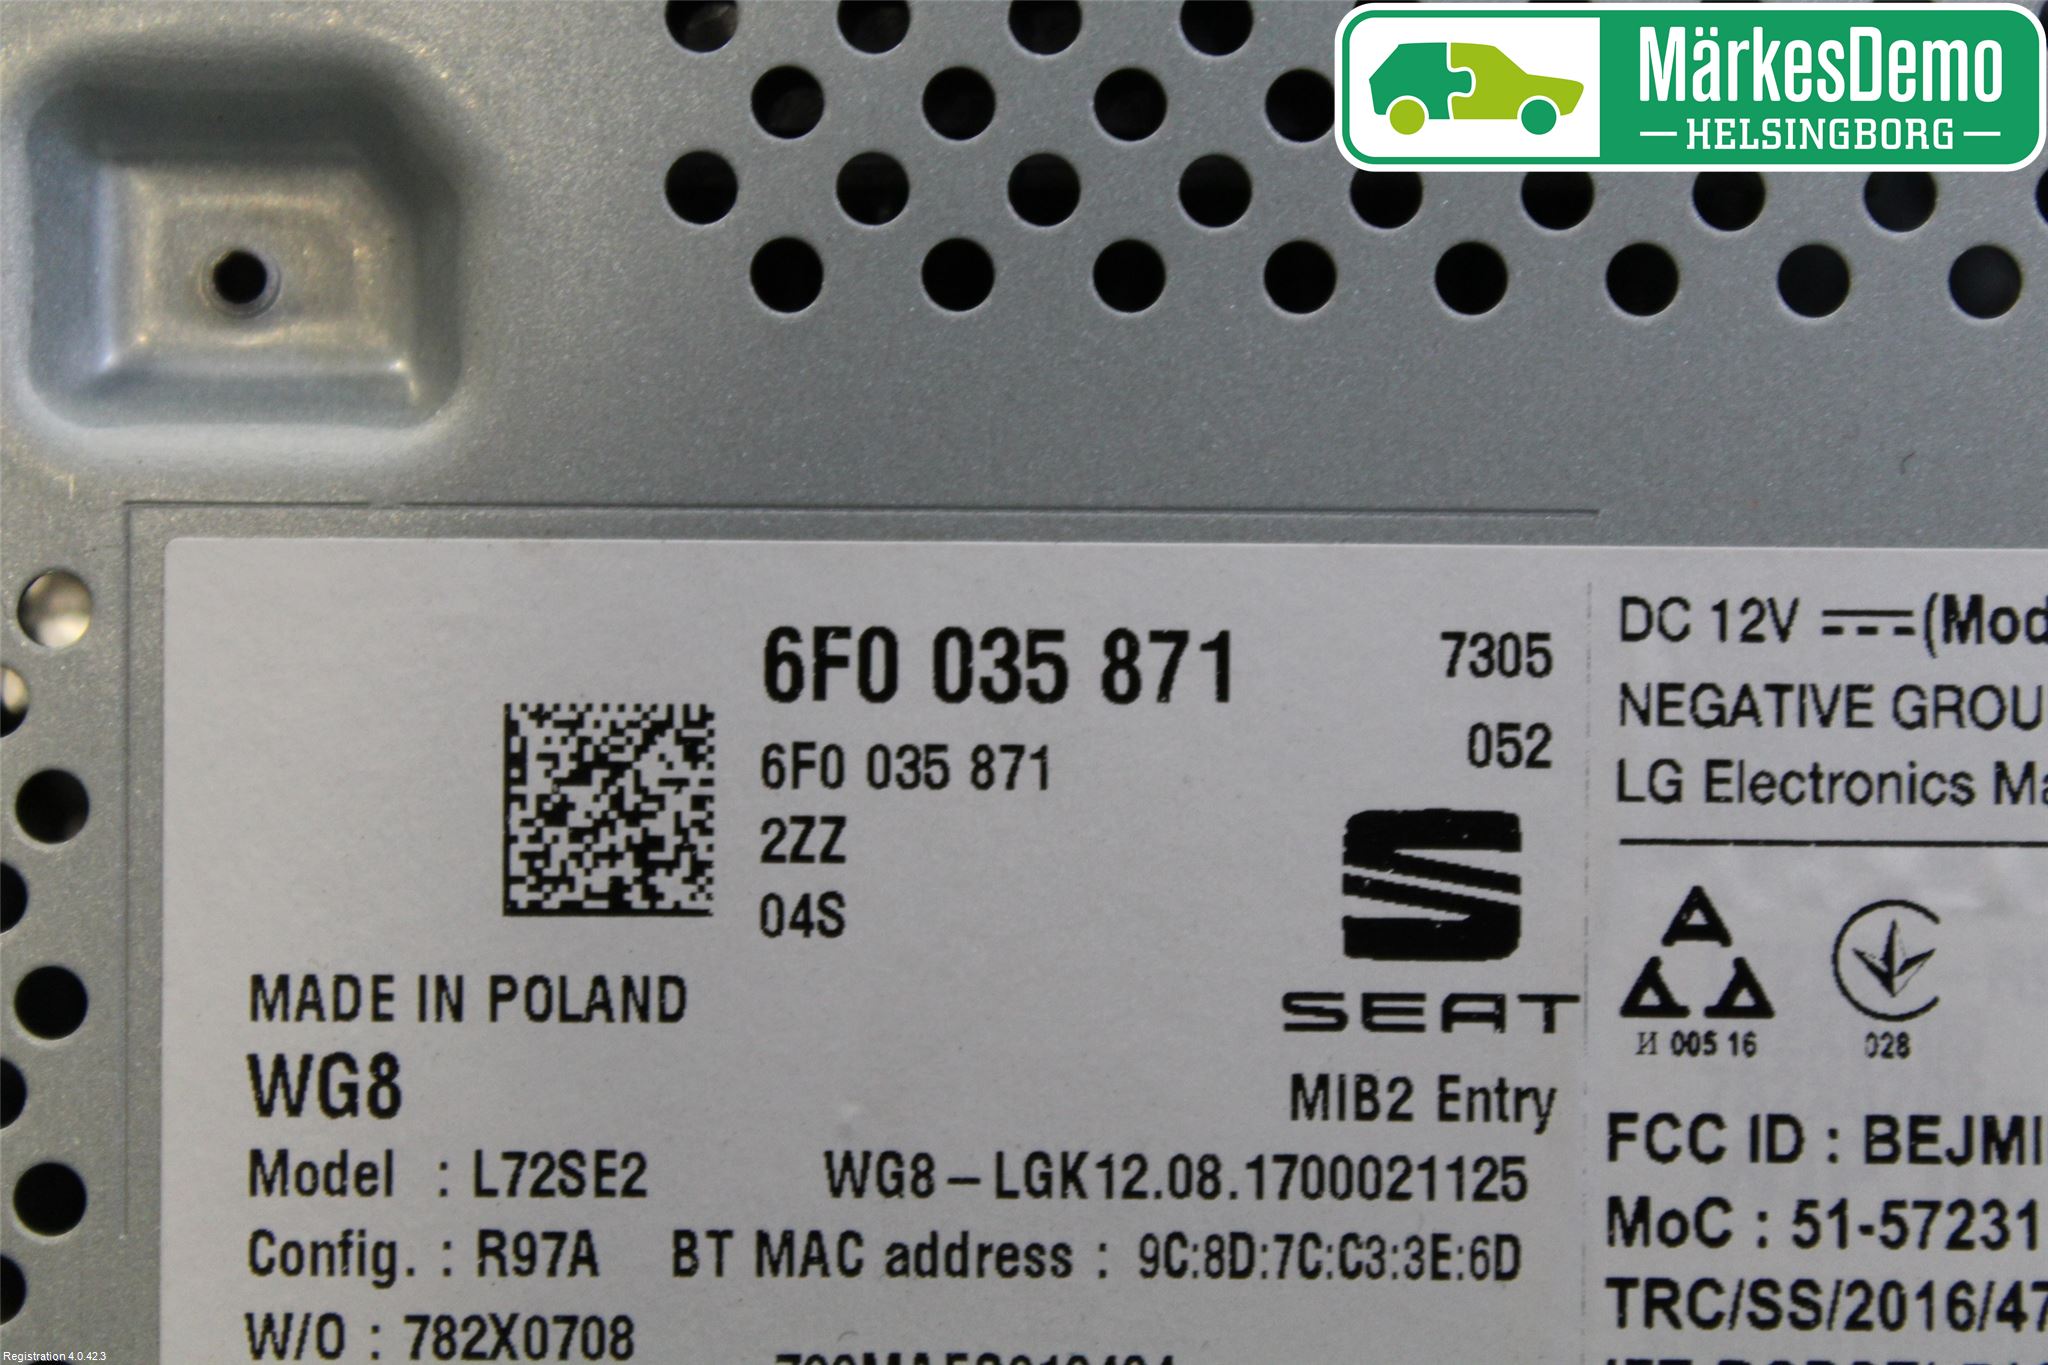 MärkesDemo
HELSINGBORG
6F0 035 871
7305
6F0 035 871
052
2ZZ
04S
SEAT
MADE IN POLAND
WG8
MIB2 Entry
Model : L72SE2
WG8-LGK12.08.1700021125
Config. : R97A
BT MAC address : 9C:8D:7C:C3:3E:6D
W/O : 782X0708
DC 12V (Mod
NEGATIVE GROU
LG Electronics Ma
И 005 16
028
FCC ID : BEJMI
MoC : 51-57231
TRC/SS/2016/47
Registration 4.0.42.3